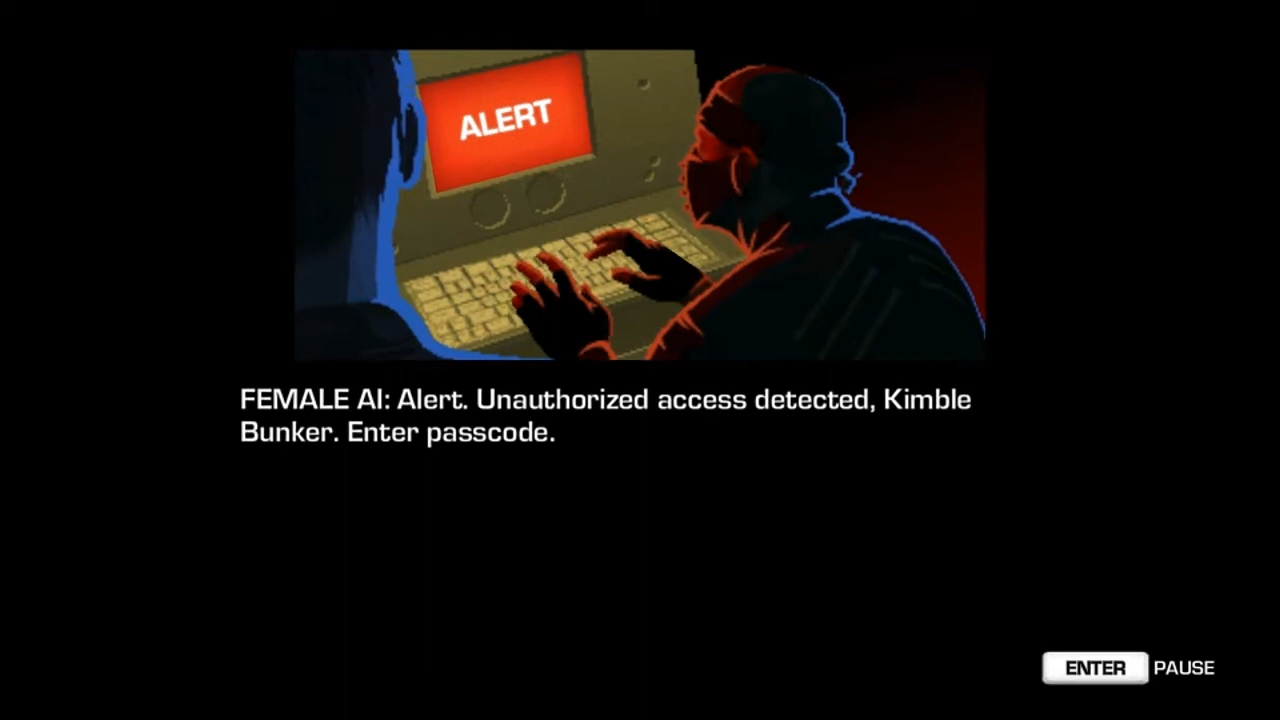 ALERT
FEMALE AI: Alert. Unauthorized access detected, Kimble
Bunker. Enter passcode.
ENTER PAUSE